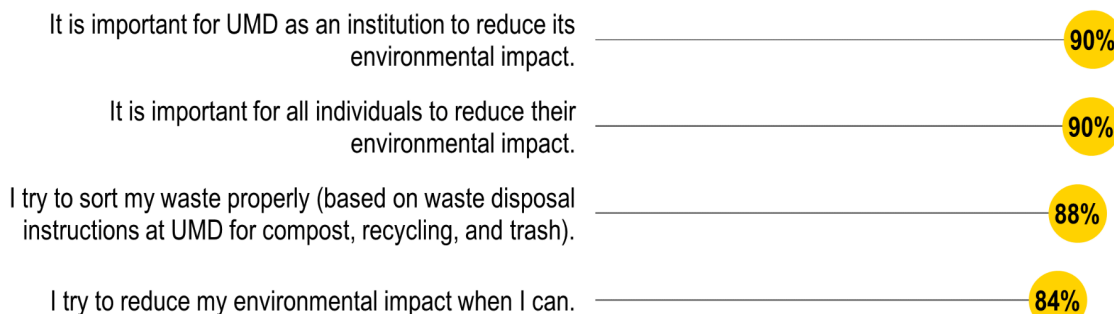 It is important for UMD as an institution to reduce its
environmental impact.
90%
It is important for all individuals to reduce their
environmental impact.
90%
I try to sort my waste properly (based on waste disposal
instructions at UMD for compost, recycling, and trash).
88%
I try to reduce my environmental impact when I can.
84%